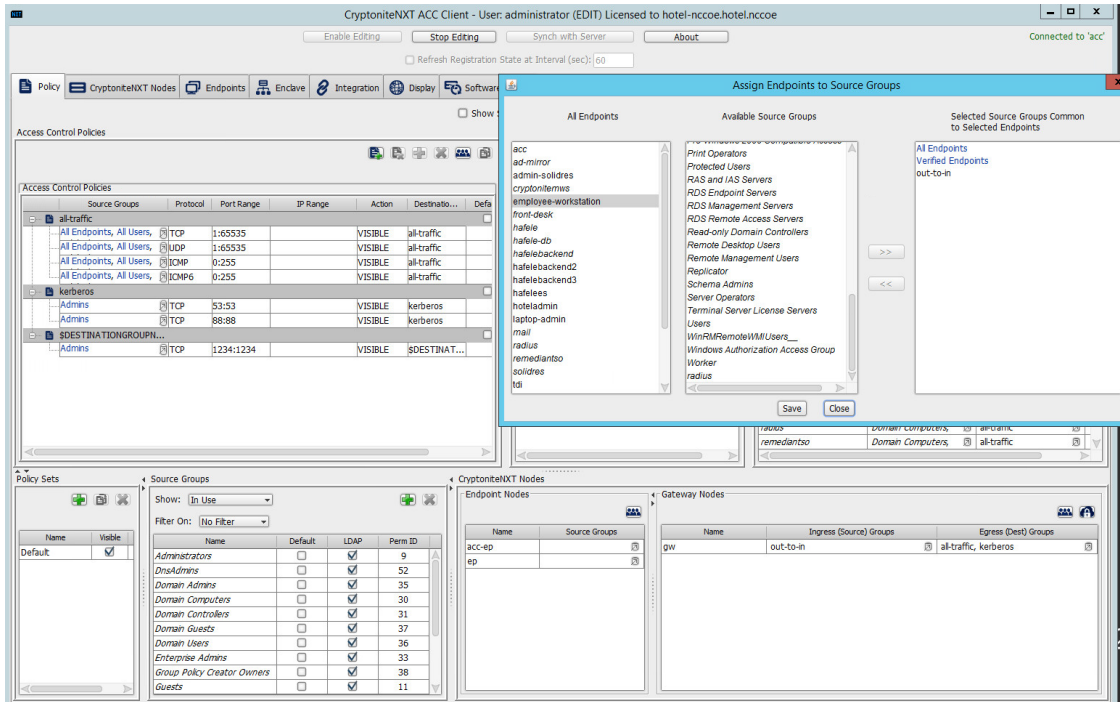 CryptoniteNXT ACC Client - User: administrator (EDIT) Licensed to hotel-nccoe.hotel.nccoe
Enable Editing Stop Editing Synch with Server About Connected to 'acc'
Refresh Registration State at Interval (sec): 60
Policy CryptoniteNXT Nodes Endpoints Enclave Integration Display Software
Show
Access Control Policies
Access Control Policies
Source Groups Protocol Port Range IP Range Action Destinatio... Defa
all-traffic
All Endpoints, All Users, TCP 1:65535 VISIBLE all-traffic
All Endpoints, All Users, UDP 1:65535 VISIBLE all-traffic
All Endpoints, All Users, ICMP 0:255 VISIBLE all-traffic
All Endpoints, All Users, ICMP6 0:255 VISIBLE all-traffic
kerberos
Admins TCP 53:53 VISIBLE kerberos
Admins TCP 88:88 VISIBLE kerberos
$DESTINATIONGROUPN...
Admins TCP 1234:1234 VISIBLE $DESTINAT...
Assign Endpoints to Source Groups
All Endpoints
acc
ad-mirror
admin-solidres
cryptonitemws
employee-workstation
front-desk
hafele
hafele-db
hafelebackend
hafelebackend2
hafelebackend3
hafelees
hoteladmin
laptop-admin
mail
radius
remediantso
solidres
tdi
Available Source Groups
Print Operators
Protected Users
RAS and IAS Servers
RDS Endpoint Servers
RDS Management Servers
RDS Remote Access Servers
Read-only Domain Controllers
Remote Desktop Users
Remote Management Users
Replicator
Schema Admins
Server Operators
Terminal Server License Servers
Users
WinRMRemoteWMIUsers__
Windows Authorization Access Group
Worker
radius
>>
<<
Selected Source Groups Common
to Selected Endpoints
All Endpoints
Verified Endpoints
out-to-in
Save Close
radius Domain Computers, all-traffic
remediantso Domain Computers, all-traffic
Policy Sets
Name Visible
Default
Source Groups
Show: In Use
Filter On: No Filter
Name Default LDAP Perm ID
Administrators 9
DnsAdmins 52
Domain Admins 35
Domain Computers 30
Domain Controllers 31
Domain Guests 37
Domain Users 36
Enterprise Admins 33
Group Policy Creator Owners 38
Guests 11
CryptoniteNXT Nodes
Endpoint Nodes
Name Source Groups
acc-ep
ep
Gateway Nodes
Name Ingress (Source) Groups Egress (Dest) Groups
gw out-to-in all-traffic, kerberos